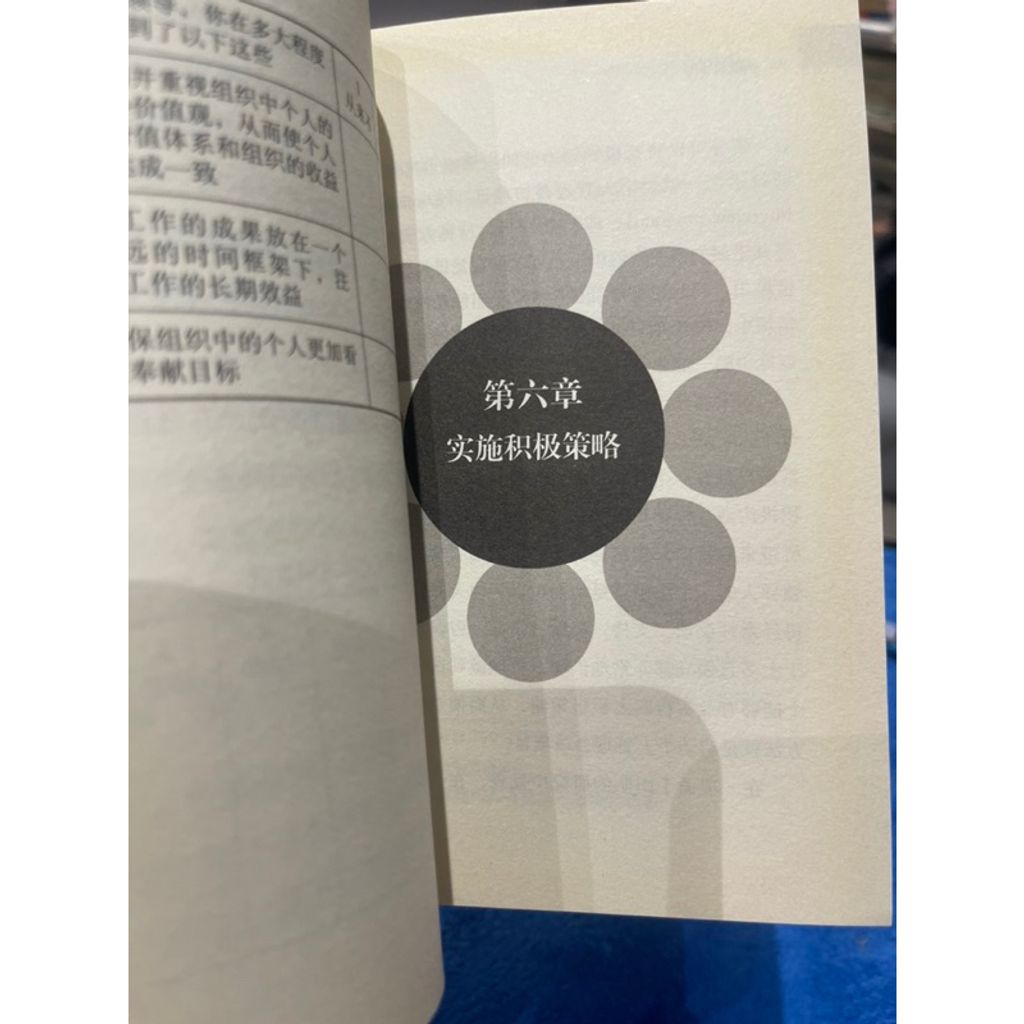 你在多大程度
到了以下这些
1
并重视组织中个人的
价值观，从而使个人
值体系和组织的收益
成一致
工作的成果放在一个
远的时间框架下，注
工作的长期效益
保组织中的个人更加看
奉献目标
第六章
实施积极策略